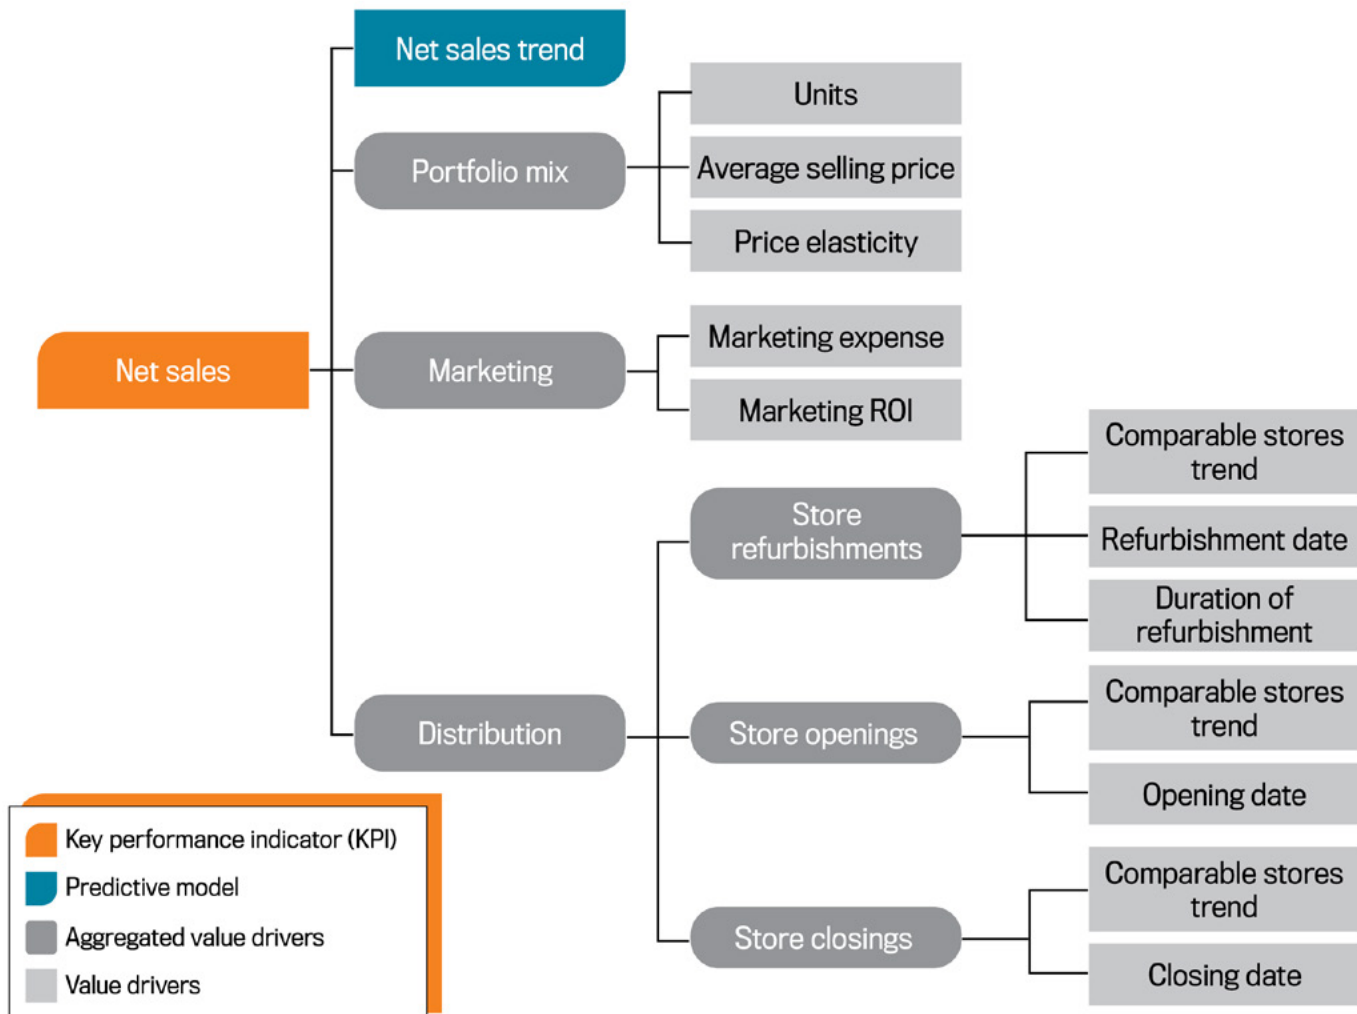 Net sales trend
Units
Portfolio mix
Average selling price
Price elasticity
Net sales
Marketing
Marketing expense
Marketing ROI
Store
refurbishments
Comparable stores
trend
Refurbishment date
Duration of
refurbishment
Distribution
Store openings
Comparable stores
trend
Opening date
Store closings
Comparable stores
trend
Closing date
Key performance indicator (KPI)
Predictive model
Aggregated value drivers
Value drivers